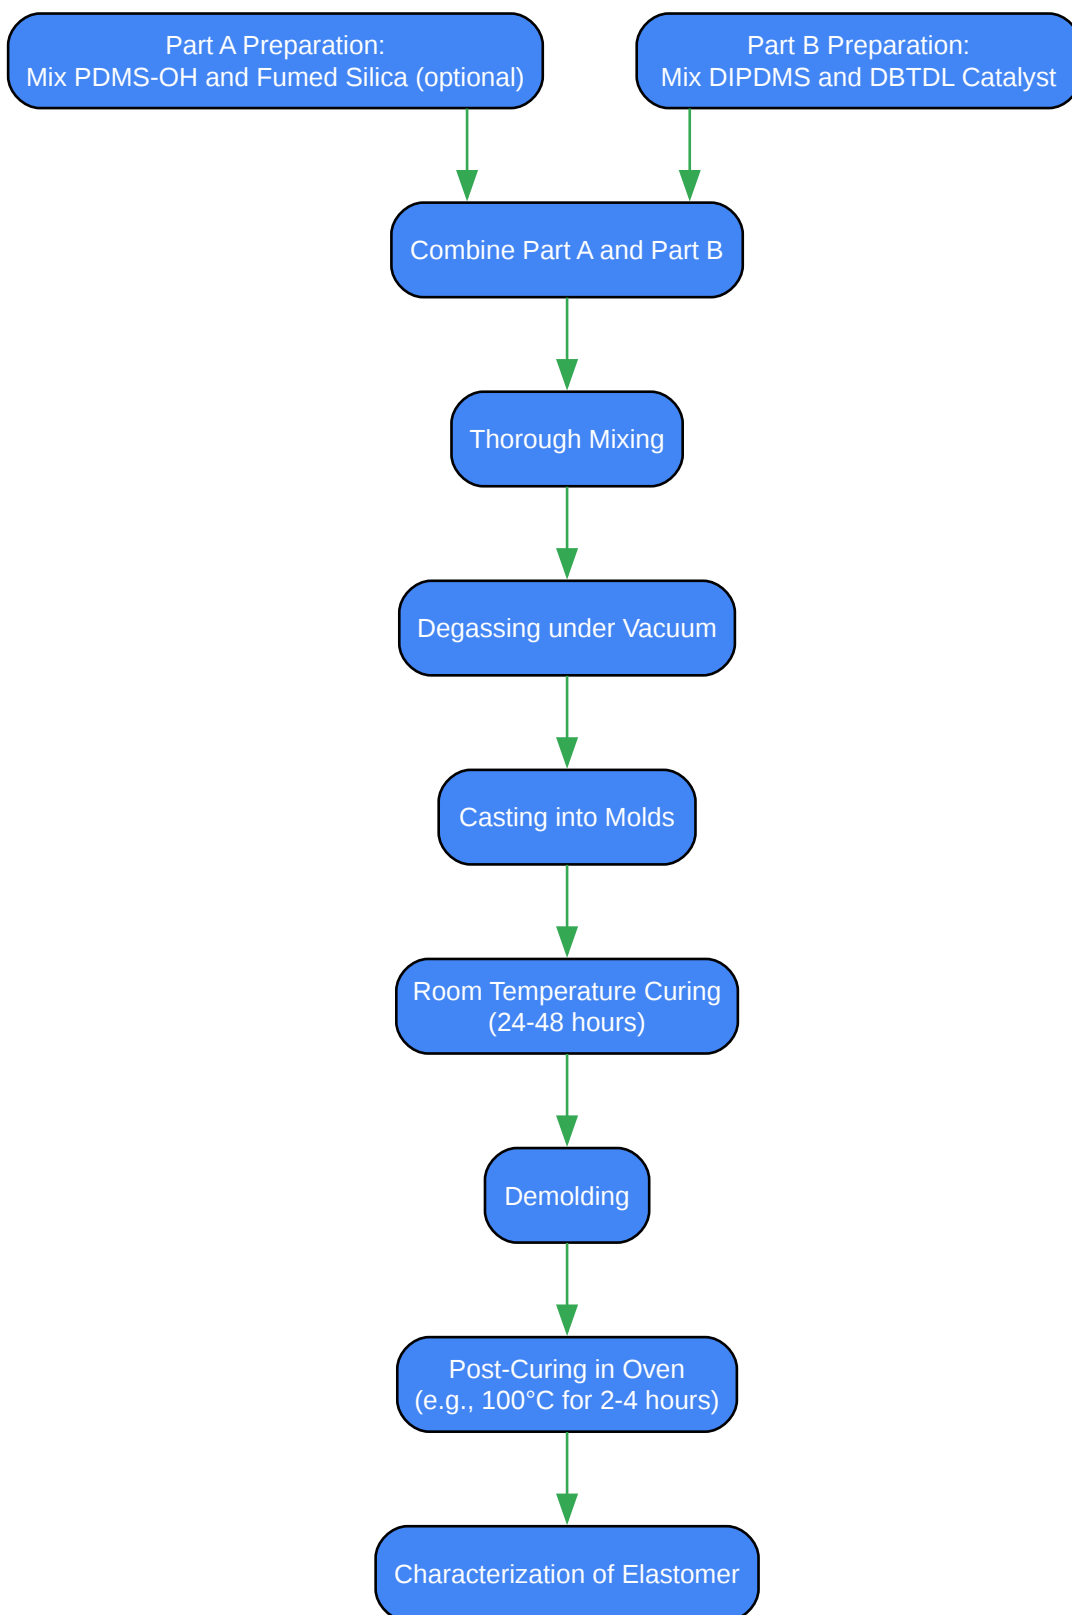 Part A Preparation:
Mix PDMS-OH and Fumed Silica (optional)
Part B Preparation:
Mix DIPDMS and DBTDL Catalyst
Combine Part A and Part B
Thorough Mixing
Degassing under Vacuum
Casting into Molds
Room Temperature Curing
(24-48 hours)
Demolding
Post-Curing in Oven
(e.g., 100°C for 2-4 hours)
Characterization of Elastomer